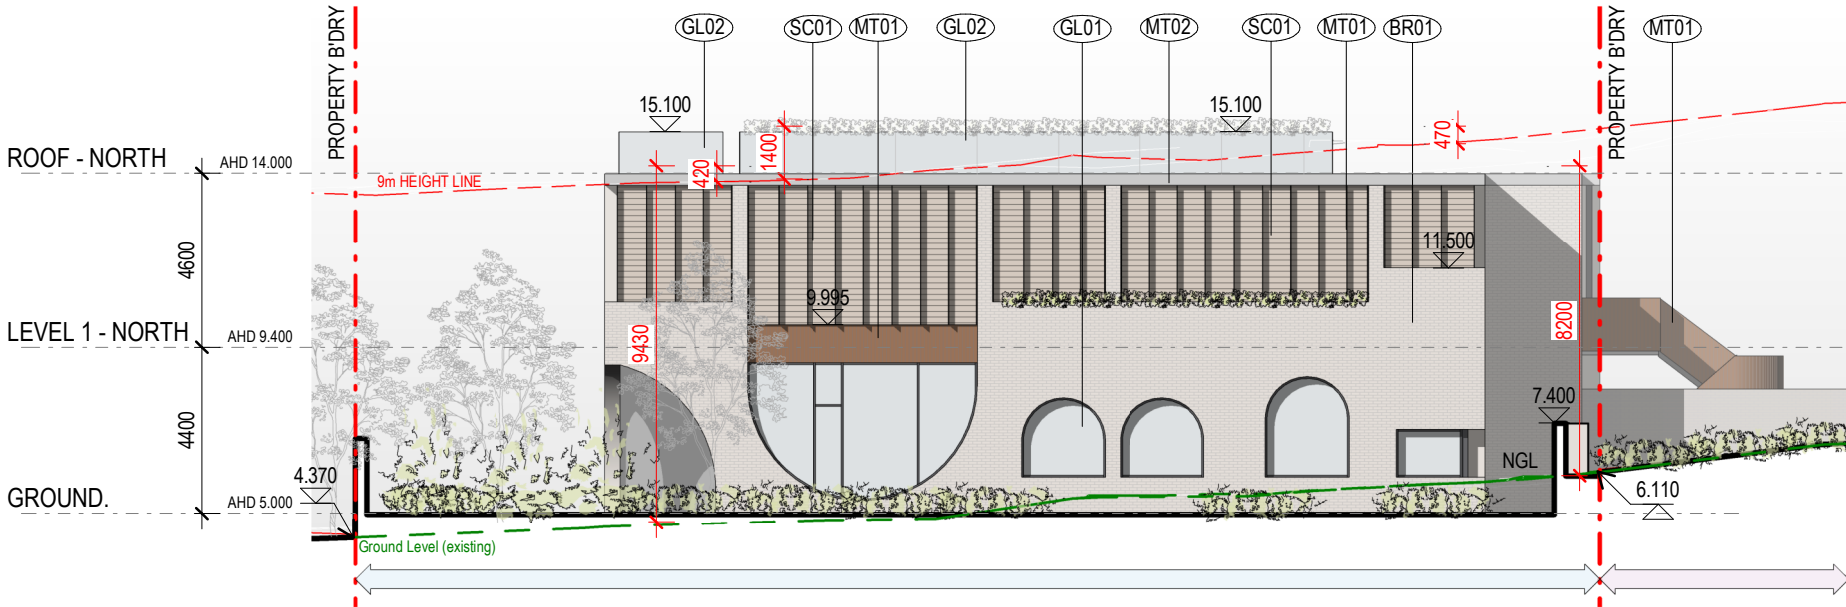 PROPERTY B'DRY
GL02
SC01
MT01
GL02
GL01
MT02
SC01
MT01
BR01
PROPERTY B'DRY
MT01
15.100
15.100
1400
470
420
ROOF - NORTH
AHD 14.000
9m HEIGHT LINE
4600
11.500
9.995
LEVEL 1 - NORTH
AHD 9.400
9430
8200
4400
7.400
4.370
NGL
6.110
GROUND.
AHD 5.000
Ground Level (existing)